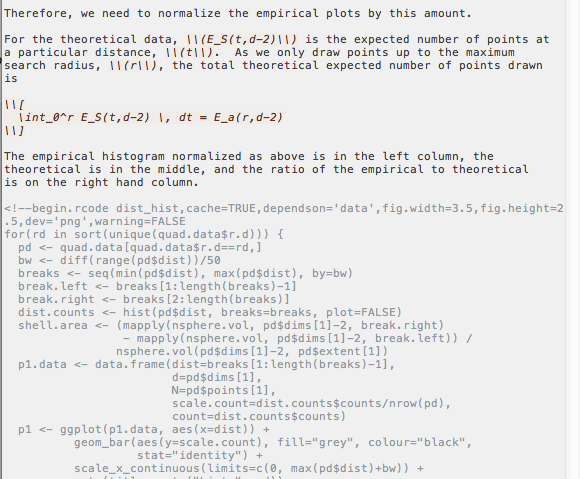 Therefore, we need to normalize the empirical plots by this amount.
For the theoretical data, \\(E_S(t,d-2)\\) is the expected number of points at
a particular distance, \\(t\\).  As we only draw points up to the maximum
search radius, \\(r\\), the total theoretical expected number of points drawn
is
\\[
  \int_0^r E_S(t,d-2) \, dt = E_a(r,d-2)
\\]
The empirical histogram normalized as above is in the left column, the
theoretical is in the middle, and the ratio of the empirical to theoretical
is on the right hand column.
<!--begin.rcode dist_hist,cache=TRUE,dependson='data',fig.width=3.5,fig.height=2
.5,dev='png',warning=FALSE
for(rd in sort(unique(quad.data$r.d))) {
  pd <- quad.data[quad.data$r.d==rd,]
  bw <- diff(range(pd$dist))/50
  breaks <- seq(min(pd$dist), max(pd$dist), by=bw)
  break.left <- breaks[1:length(breaks)-1]
  break.right <- breaks[2:length(breaks)]
  dist.counts <- hist(pd$dist, breaks=breaks, plot=FALSE)
  shell.area <- (mapply(nsphere.vol, pd$dims[1]-2, break.right)
                 - mapply(nsphere.vol, pd$dims[1]-2, break.left)) /
                nsphere.vol(pd$dims[1]-2, pd$extent[1])
  p1.data <- data.frame(dist=breaks[1:length(breaks)-1],
                        d=pd$dims[1],
                        N=pd$points[1],
                        scale.count=dist.counts$counts/nrow(pd),
                        count=dist.counts$counts)
  p1 <- ggplot(p1.data, aes(x=dist)) +
          geom_bar(aes(y=scale.count), fill="grey", colour="black",
                   stat="identity") +
          scale_x_continuous(limits=c(0, max(pd$dist)+bw)) +